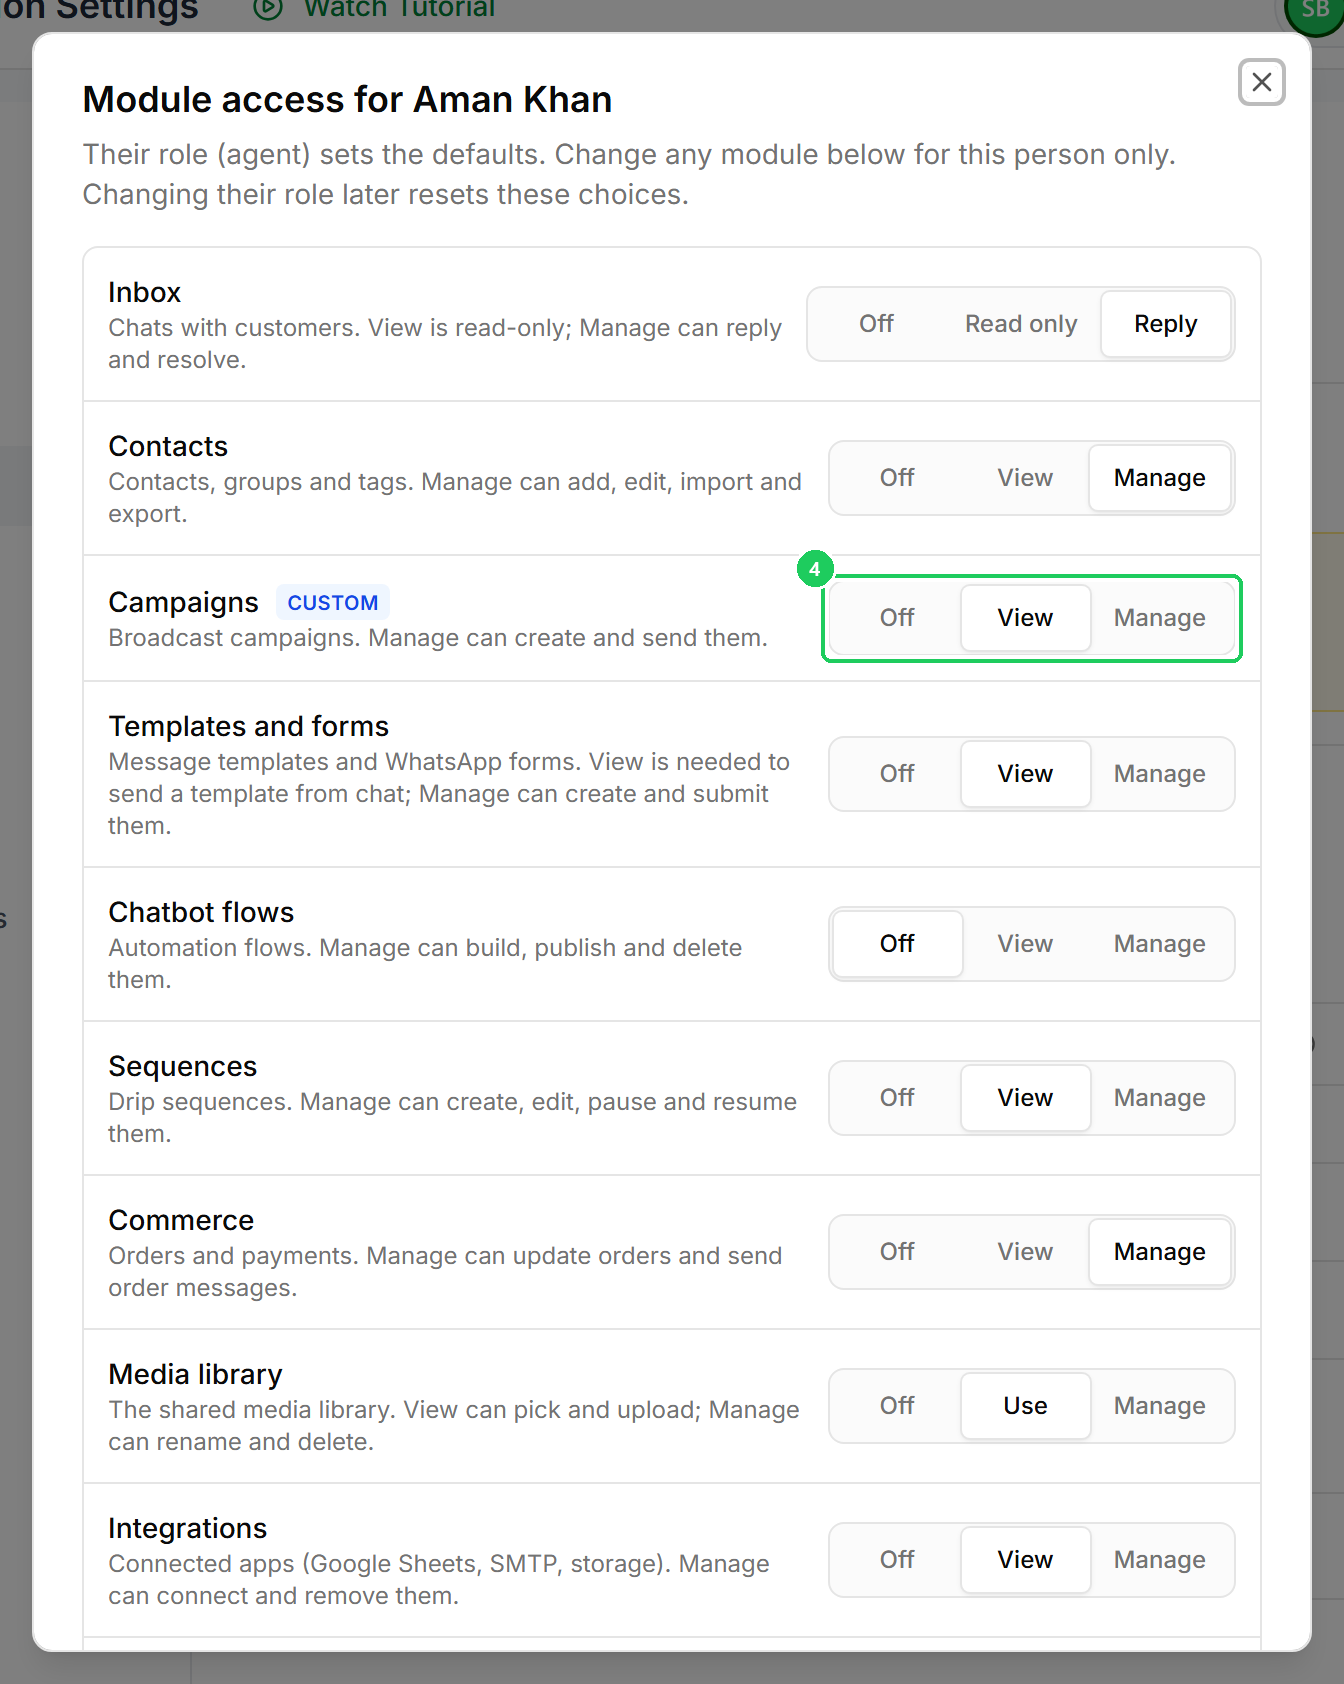 on Settings
Watch Tutorial
SB
Module access for Aman Khan
Their role (agent) sets the defaults. Change any module below for this person only.
Changing their role later resets these choices.
Inbox
Chats with customers. View is read-only; Manage can reply
and resolve.
Off Read only Reply
Contacts
Contacts, groups and tags. Manage can add, edit, import and
export.
Off View Manage
4
Campaigns CUSTOM
Broadcast campaigns. Manage can create and send them.
Off View Manage
Templates and forms
Message templates and WhatsApp forms. View is needed to
send a template from chat; Manage can create and submit
them.
Off View Manage
Chatbot flows
Automation flows. Manage can build, publish and delete
them.
Off View Manage
s
Sequences
Drip sequences. Manage can create, edit, pause and resume
them.
Off View Manage
Commerce
Orders and payments. Manage can update orders and send
order messages.
Off View Manage
Media library
The shared media library. View can pick and upload; Manage
can rename and delete.
Off Use Manage
Integrations
Connected apps (Google Sheets, SMTP, storage). Manage
can connect and remove them.
Off View Manage